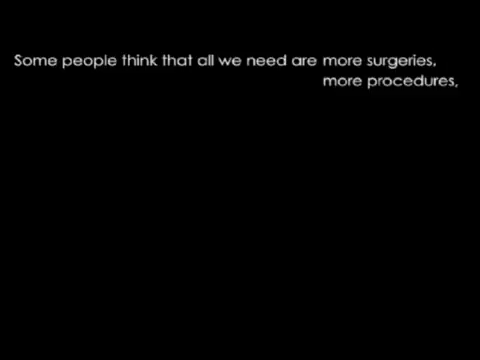 Some people think that all we need are more surgeries,
more procedures,